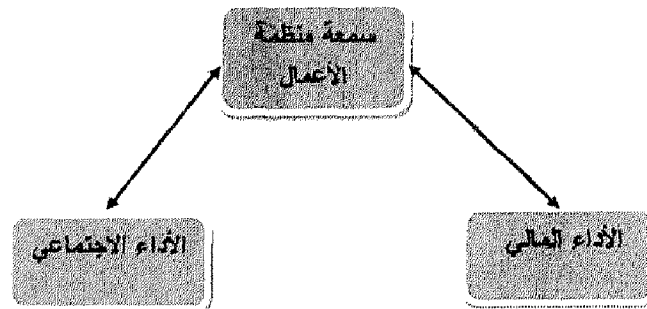 سمعة منظمة
الأعمال
الأداء الاجتماعي
الأداء المالي